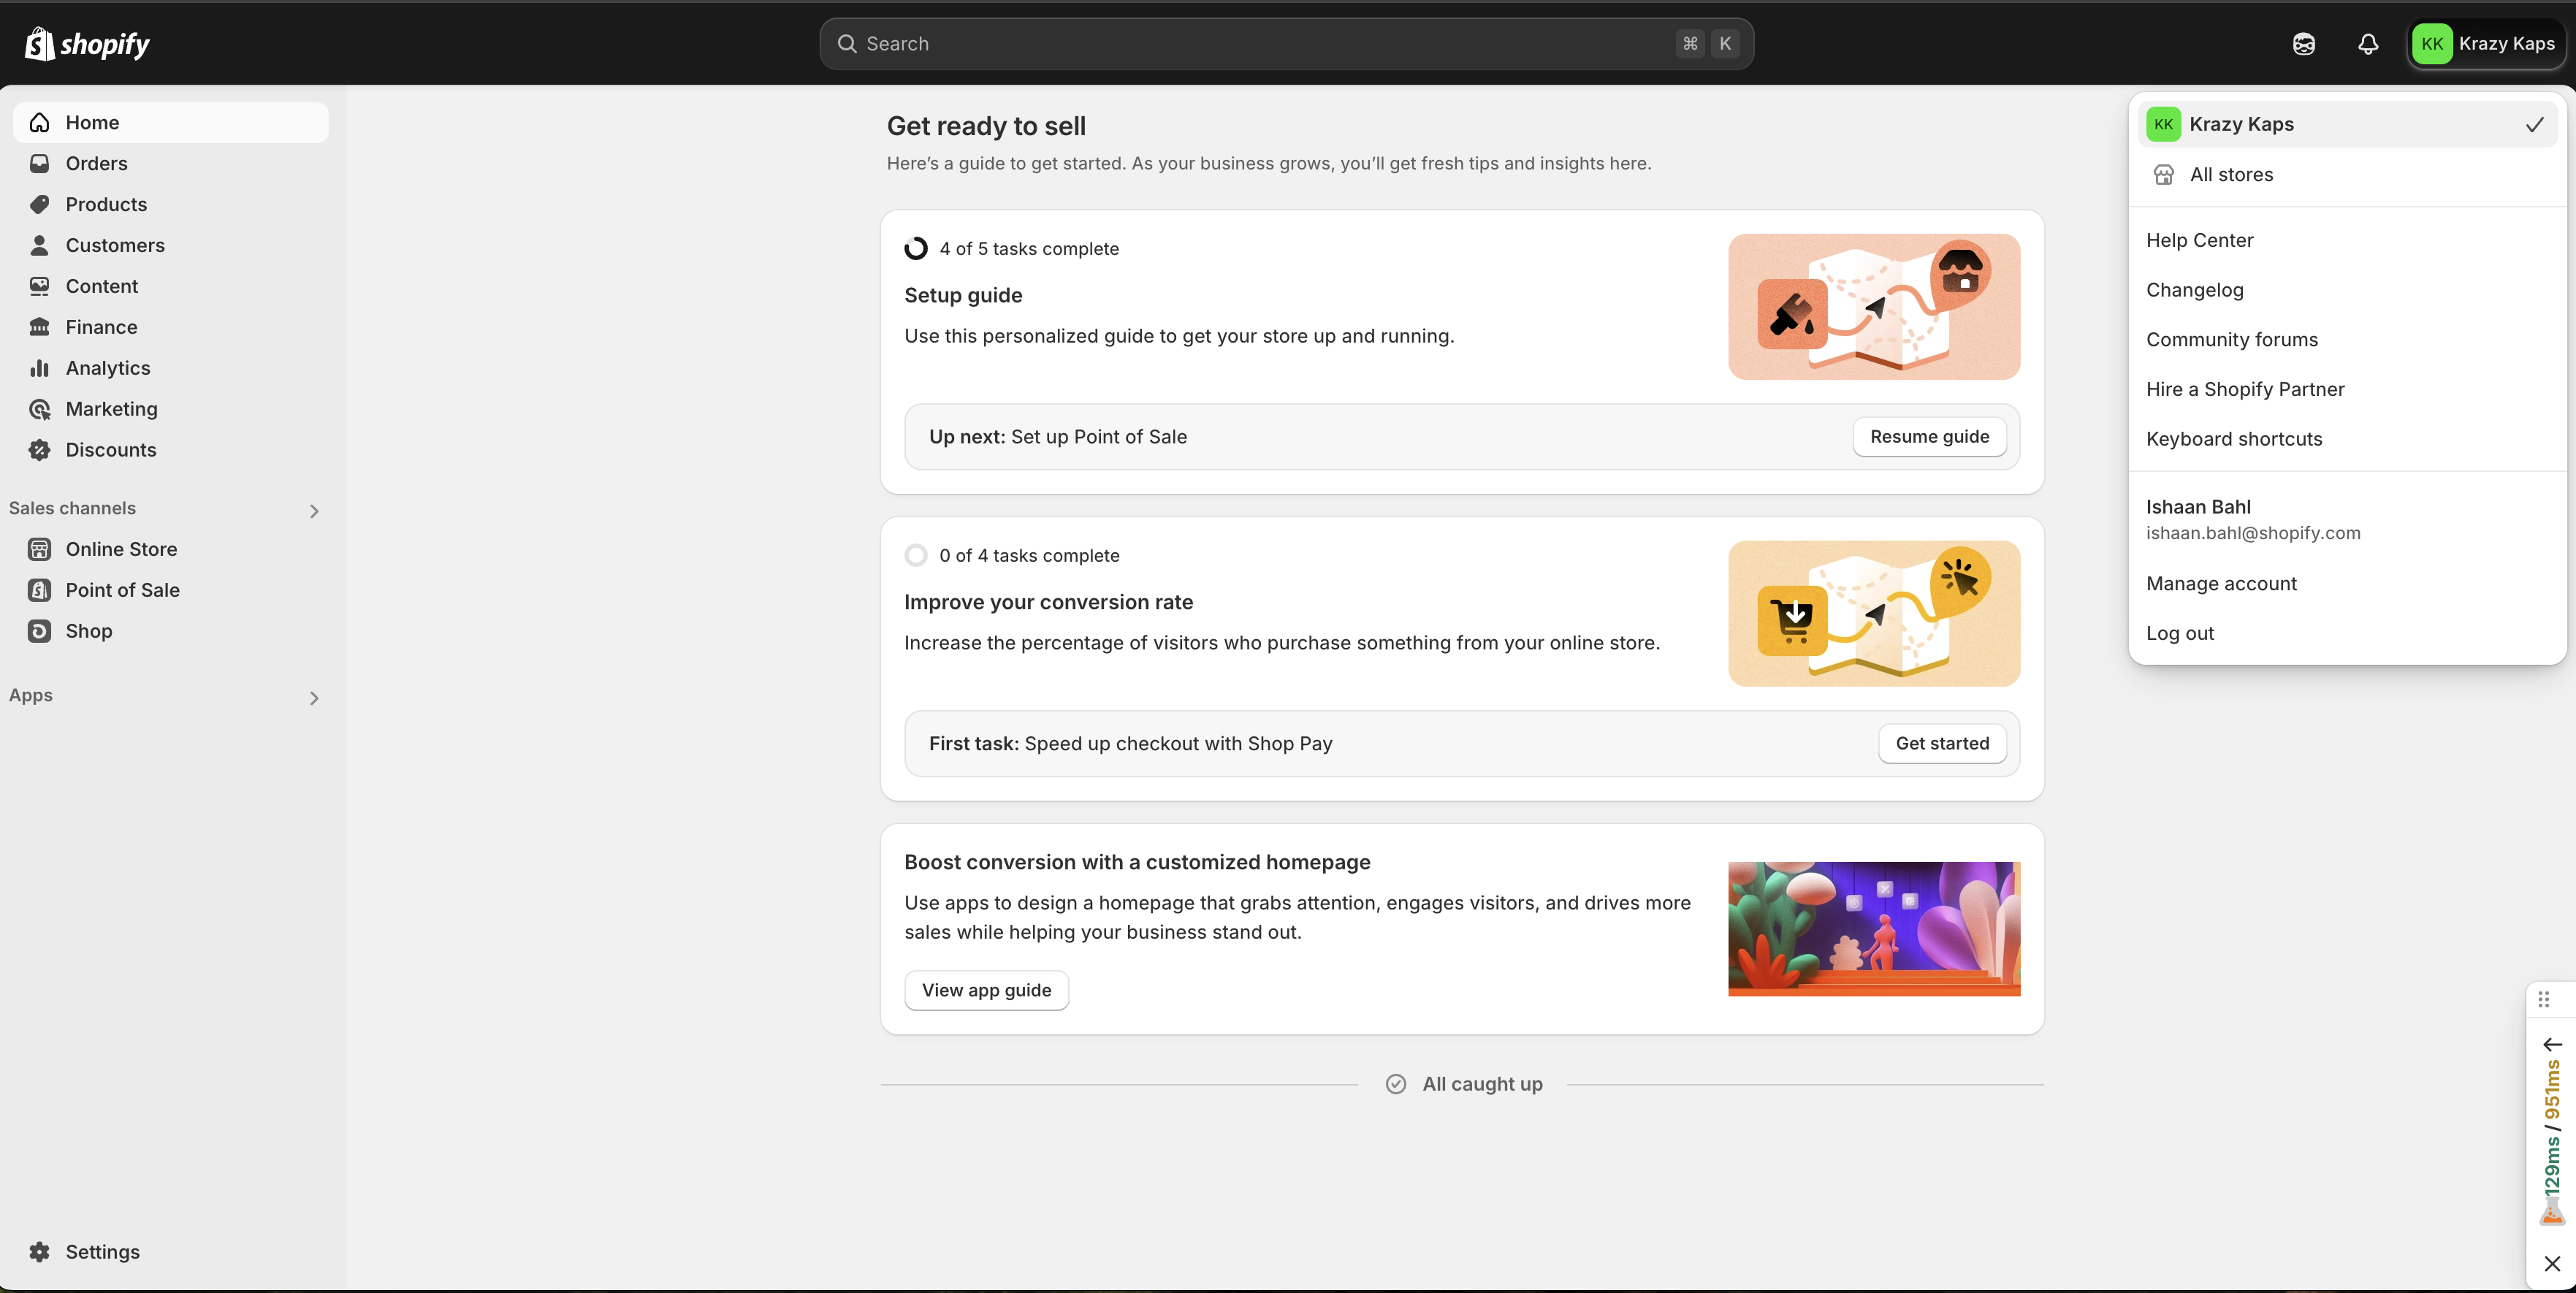 shopify
Search
⌘ K
KK Krazy Kaps
Home
Orders
Products
Customers
Content
Finance
Analytics
Marketing
Discounts
Sales channels
Online Store
Point of Sale
Shop
Apps
Settings
Get ready to sell
Here’s a guide to get started. As your business grows, you’ll get fresh tips and insights here.
4 of 5 tasks complete
Setup guide
Use this personalized guide to get your store up and running.
Up next: Set up Point of Sale
Resume guide
0 of 4 tasks complete
Improve your conversion rate
Increase the percentage of visitors who purchase something from your online store.
First task: Speed up checkout with Shop Pay
Get started
Boost conversion with a customized homepage
Use apps to design a homepage that grabs attention, engages visitors, and drives more
sales while helping your business stand out.
View app guide
All caught up
KK Krazy Kaps
All stores
Help Center
Changelog
Community forums
Hire a Shopify Partner
Keyboard shortcuts
Ishaan Bahl
ishaan.bahl@shopify.com
Manage account
Log out
129ms / 951ms